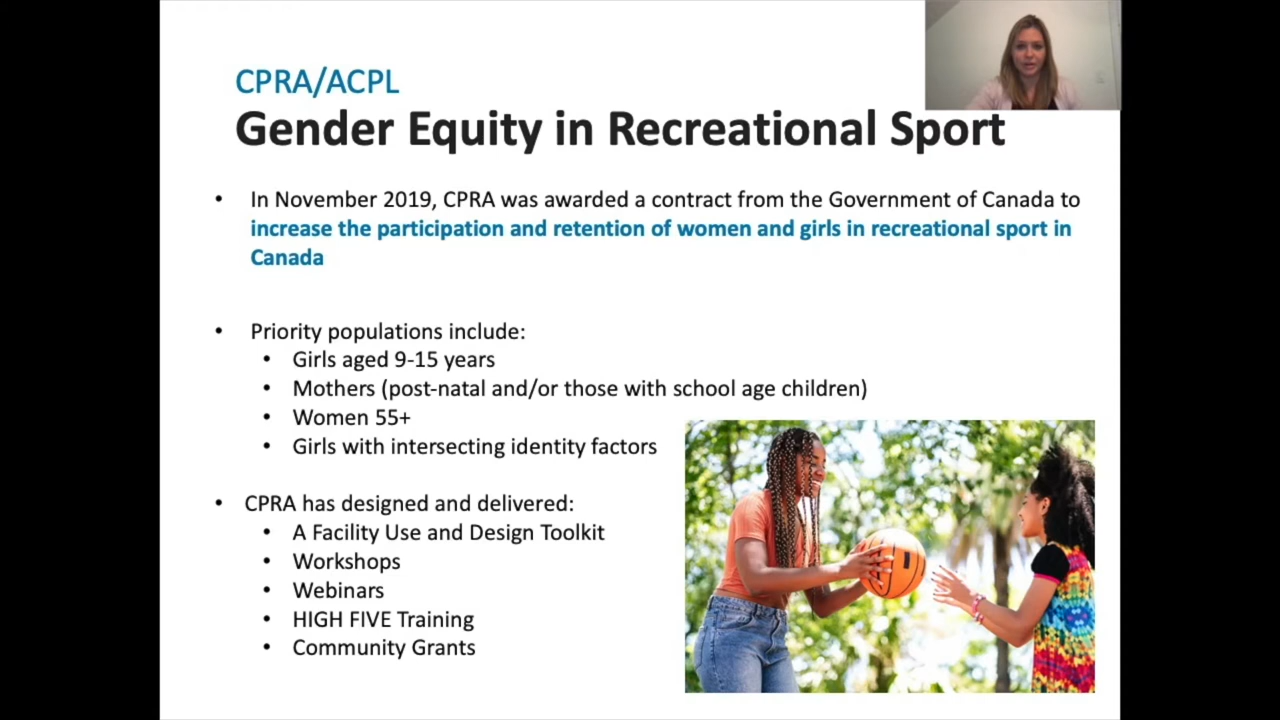 CPRA/ACPL
Gender Equity in Recreational Sport
• In November 2019, CPRA was awarded a contract from the Government of Canada to
increase the participation and retention of women and girls in recreational sport in
Canada
• Priority populations include:
• Girls aged 9-15 years
• Mothers (post-natal and/or those with school age children)
• Women 55+
• Girls with intersecting identity factors
• CPRA has designed and delivered:
• A Facility Use and Design Toolkit
• Workshops
• Webinars
• HIGH FIVE Training
• Community Grants